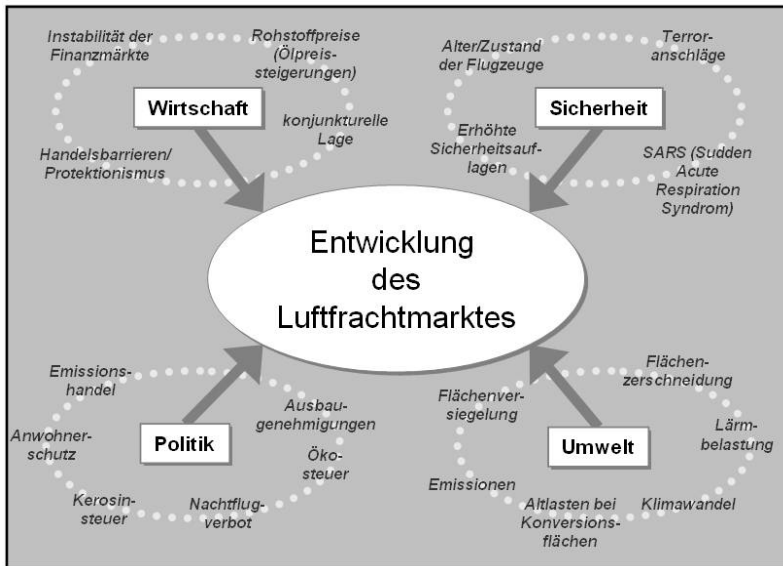 Instabilität der
Finanzmärkte
Rohstoffpreise
(Ölpreis-
steigerungen)
Wirtschaft
konjunkturelle
Lage
Handelsbarrieren/
Protektionismus
Alter/Zustand
der Flugzeuge
Terror-
anschläge
Sicherheit
Erhöhte
Sicherheitsauf-
lagen
SARS (Sudden
Acute
Respiration
Syndrom)
Entwicklung
des
Luftfrachtmarktes
Emissions-
handel
Ausbau-
genehmigungen
Anwohner-
schutz
Politik
Öko-
steuer
Kerosin-
steuer
Nachtflug-
verbot
Flächen-
zerschneidung
Flächenver-
siegelung
Lärm-
belastung
Umwelt
Emissionen
Altlasten bei
Konversions-
flächen
Klimawandel